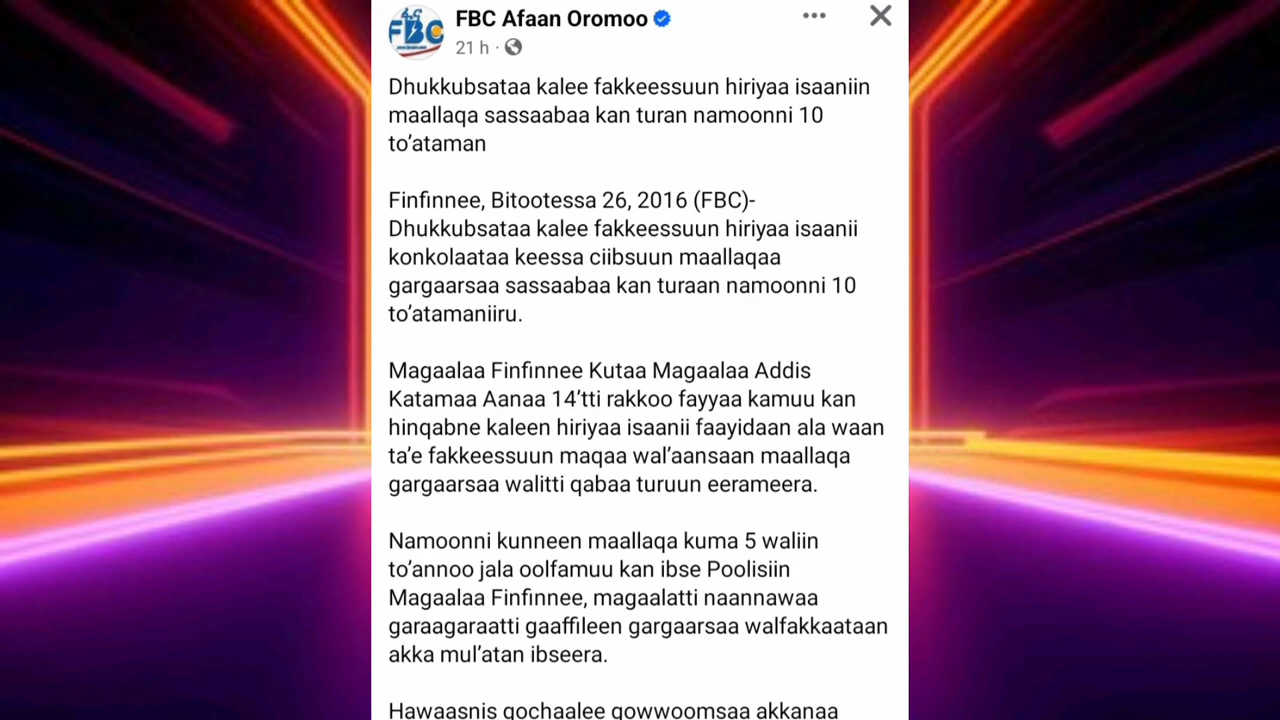 FBC
FBC Afaan Oromoo
21 h ·
Dhukkubsataa kalee fakkeessuun hiriyaa isaaniin
maallaqa sassaabaa kan turan namoonni 10
to’ataman
Finfinnee, Bitootessa 26, 2016 (FBC)-
Dhukkubsataa kalee fakkeessuun hiriyaa isaanii
konkolaataa keessa ciibsuun maallaqaa
gargaarsaa sassaabaa kan turaan namoonni 10
to’atamaniiru.
Magaalaa Finfinnee Kutaa Magaalaa Addis
Katamaa Aanaa 14’tti rakkoo fayyaa kamuu kan
hinqabne kaleen hiriyaa isaanii faayidaan ala waan
ta’e fakkeessuun maqaa wal’aansaan maallaqa
gargaarsaa walitti qabaa turuun eerameera.
Namoonni kunneen maallaqa kuma 5 waliin
to’annoo jala oolfamuu kan ibse Poolisiin
Magaalaa Finfinnee, magaalatti naannawaa
garaagaraatti gaaffileen gargaarsaa walfakkaataan
akka mul’atan ibseera.
Hawaasnis gochaalee gowwoomsaa akkanaa